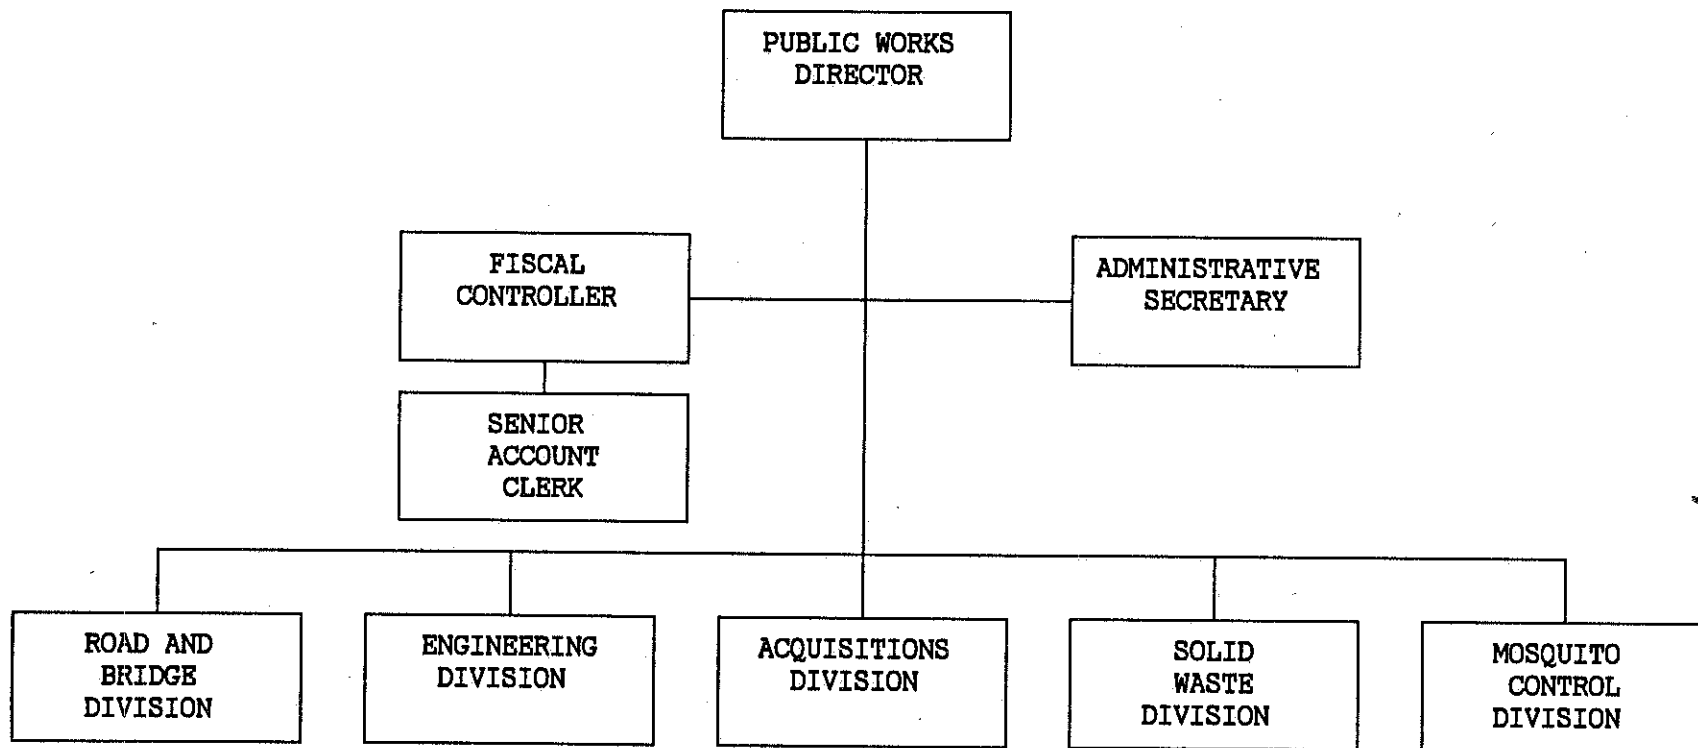 PUBLIC WORKS
DIRECTOR
FISCAL
CONTROLLER
ADMINISTRATIVE
SECRETARY
SENIOR
ACCOUNT
CLERK
ROAD AND
BRIDGE
DIVISION
ENGINEERING
DIVISION
ACQUISITIONS
DIVISION
SOLID
WASTE
DIVISION
MOSQUITO
CONTROL
DIVISION